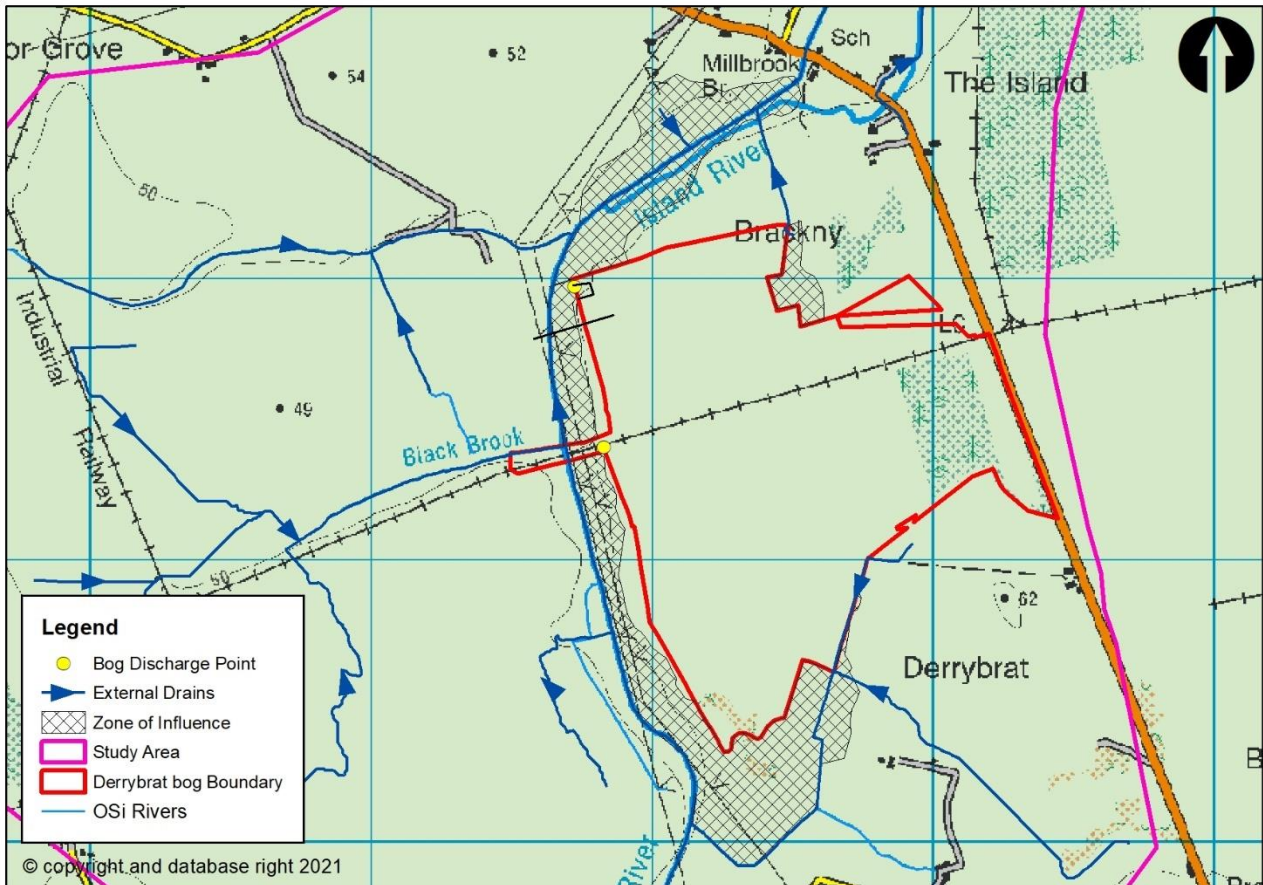 or Grove
52
54
Sch
Millbrook
Br.
The Island
50
Island River
Brackny
Industrial
Railway
49
Black Brook
50
62
Derrybrat
B
River
Legend
Bog Discharge Point
External Drains
Zone of Influence
Study Area
Derrybrat bog Boundary
OSi Rivers
© copyright and database right 2021